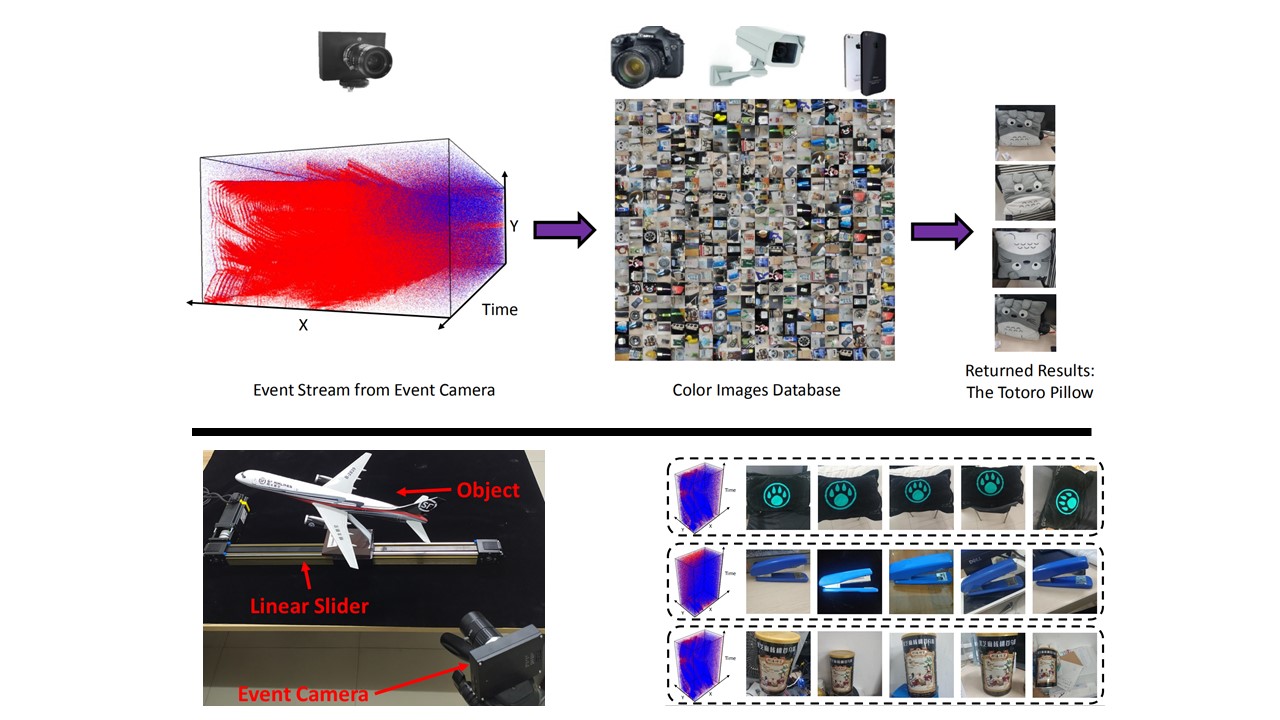 Y
Time
X
Event Stream from Event Camera
Color Images Database
Returned Results:
The Totoro Pillow
Object
Linear Slider
Event Camera
Time
Time
Time